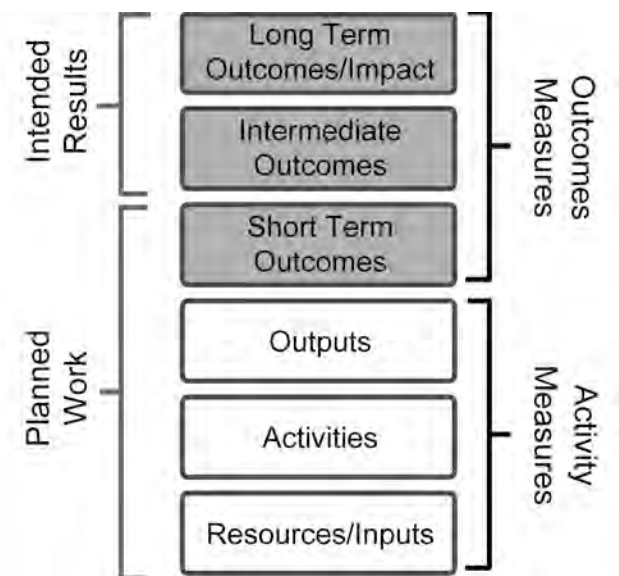 Intended
Results
Long Term
Outcomes/Impact
Intermediate
Outcomes
Outcomes
Measures
Planned
Work
Short Term
Outcomes
Outputs
Activities
Resources/Inputs
Activity
Measures